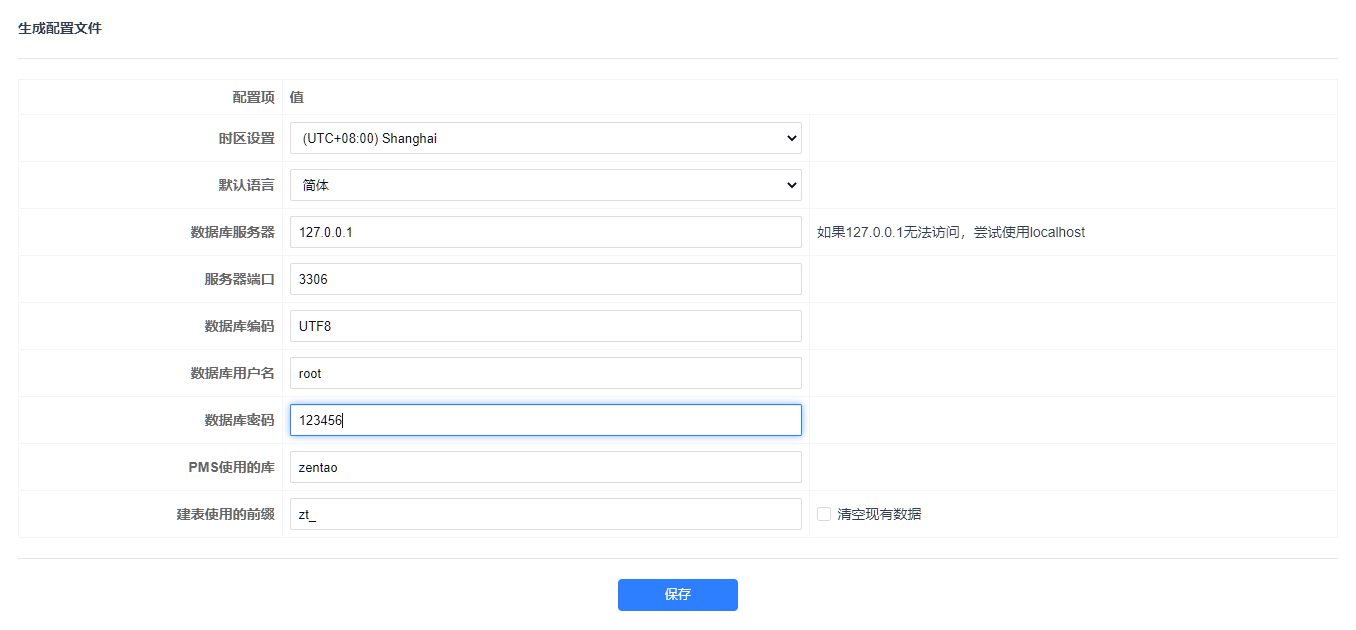 生成配置文件
配置项 值
时区设置 (UTC+08:00) Shanghai
默认语言 简体
数据库服务器 127.0.0.1 如果127.0.0.1无法访问，尝试使用localhost
服务器端口 3306
数据库编码 UTF8
数据库用户名 root
数据库密码 123456
PMS使用的库 zentao
建表使用的前缀 zt_ 清空现有数据
保存